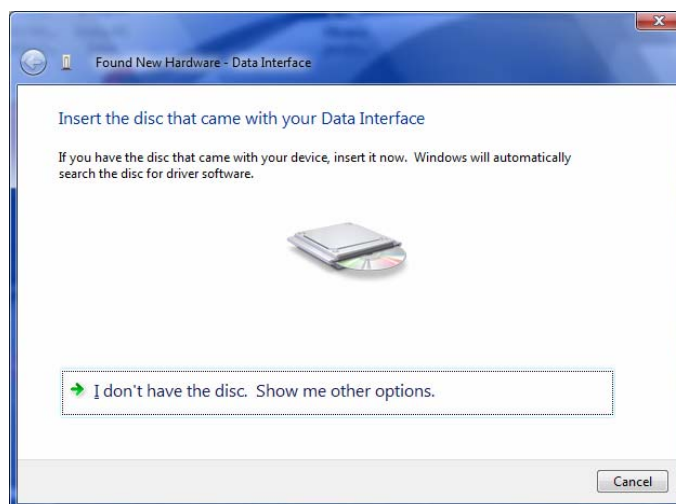 Found New Hardware - Data Interface
Insert the disc that came with your Data Interface
If you have the disc that came with your device, insert it now.  Windows will automatically
search the disc for driver software.
I don't have the disc.  Show me other options.
Cancel